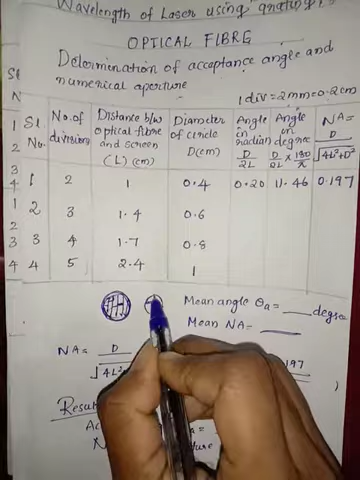 Wavelength of Laser using grating
OPTICAL FIBRE
Determination of acceptance angle and
numerical aperture
1 div = 2mm = 0.2cm
Sl No. | No. of divisions | Distance b/w optical fibre and screen (L) (cm) | Diameter of circle D(cm) | Angle in radian D/2L | Angle in degree D/2L × 180/π | NA = D/√4L²+D²
1 | 2 | 1 | 0.4 | 0.20 | 11.46 | 0.197
2 | 3 | 1.4 | 0.6
3 | 4 | 1.7 | 0.8
4 | 5 | 2.4 | 1
Mean angle θa = ___ degree
Mean NA = ___
NA = D